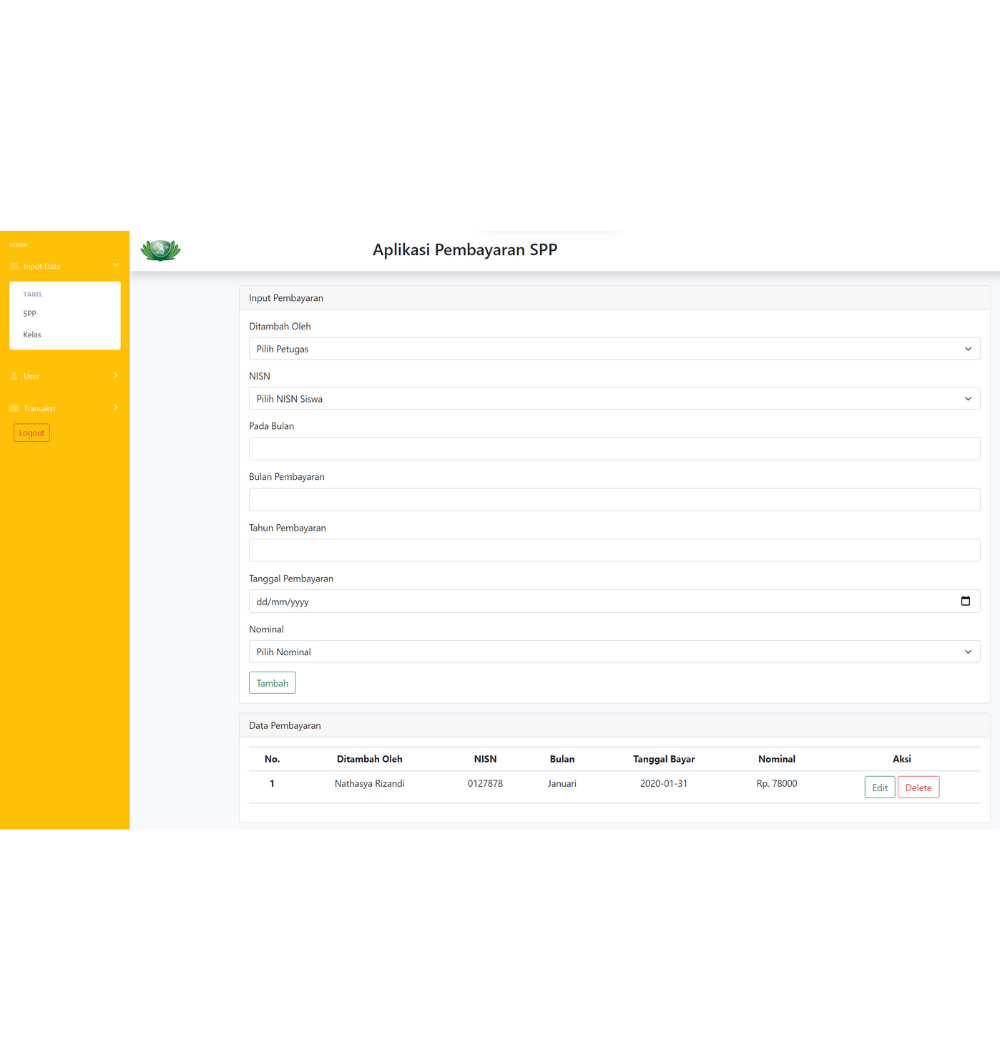 Aplikasi Pembayaran SPP
MENU
Input Data
TABEL
SPP
Kelas
User
Transaksi
Logout
Input Pembayaran
Ditambah Oleh
Pilih Petugas
NISN
Pilih NISN Siswa
Pada Bulan
Bulan Pembayaran
Tahun Pembayaran
Tanggal Pembayaran
dd/mm/yyyy
Nominal
Pilih Nominal
Tambah
Data Pembayaran
No. Ditambah Oleh NISN Bulan Tanggal Bayar Nominal Aksi
1 Nathasya Rizandi 0127878 Januari 2020-01-31 Rp. 78000 Edit Delete